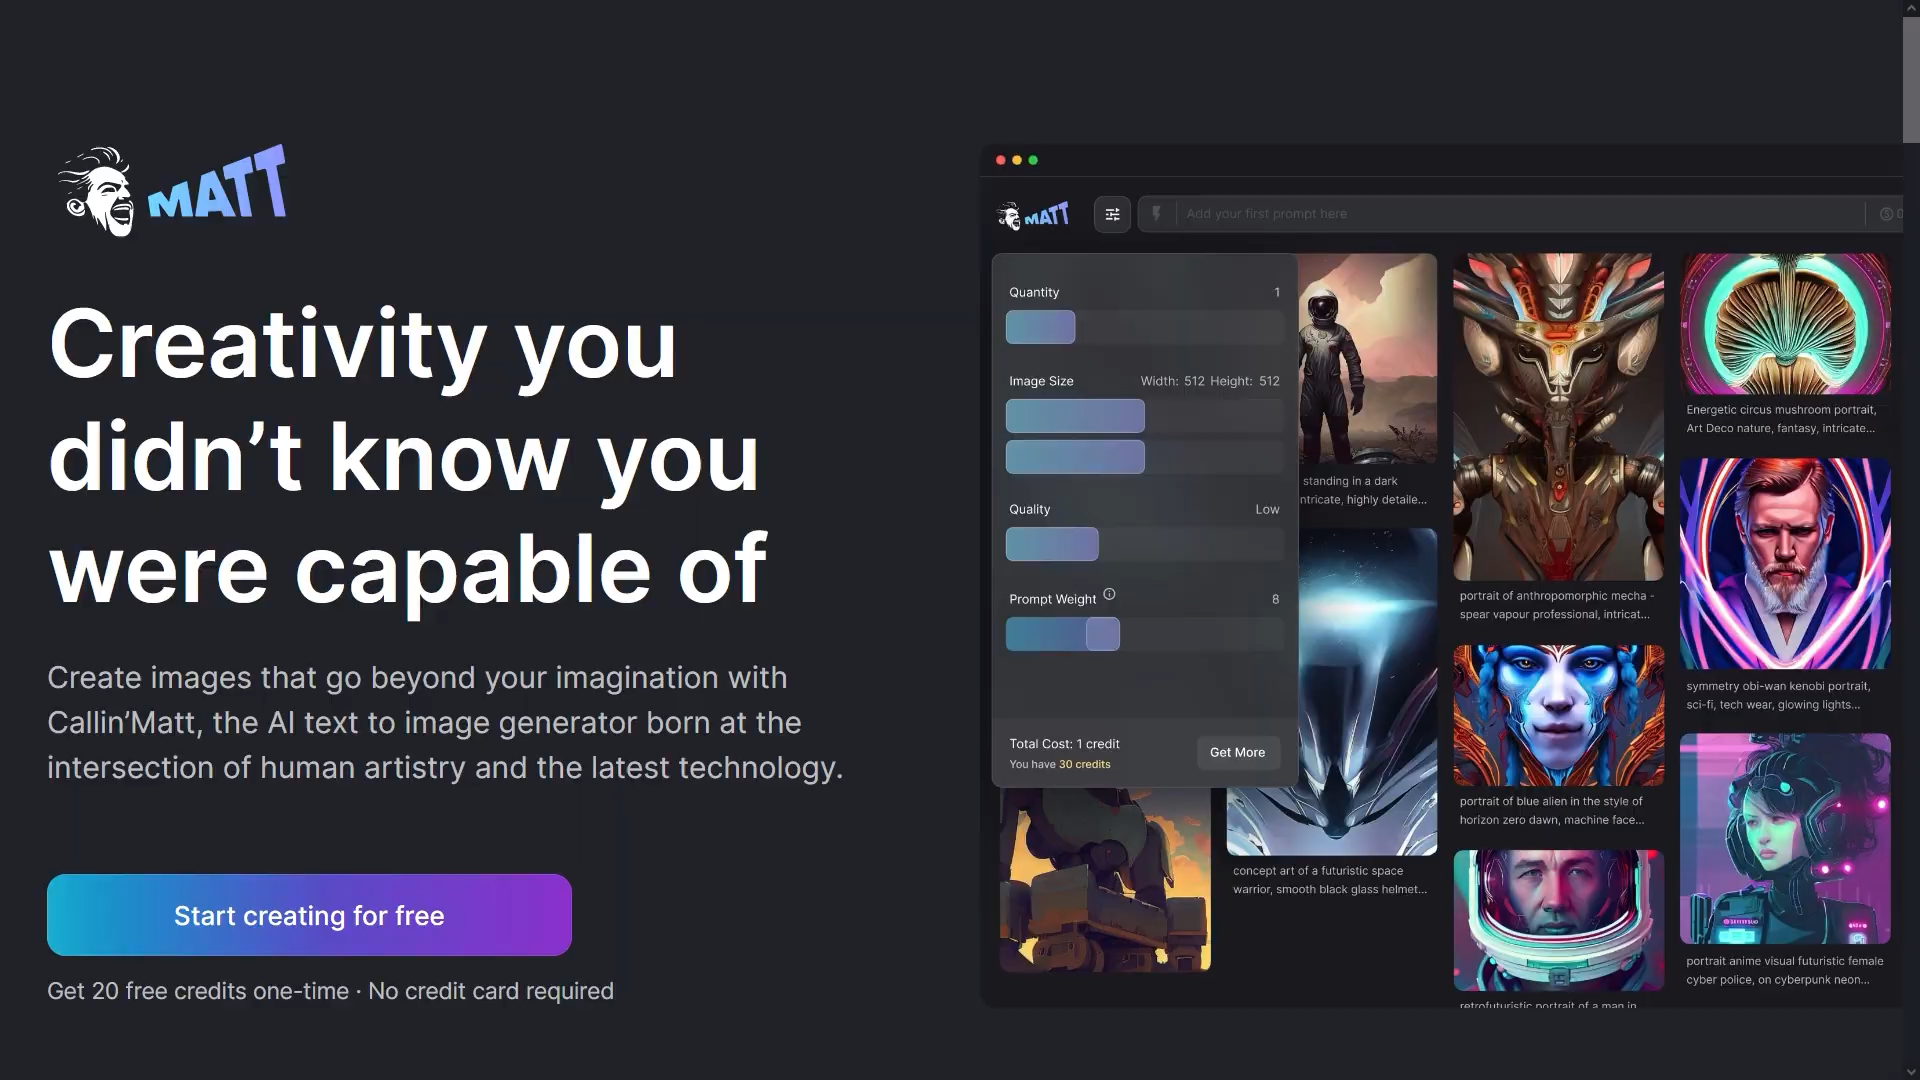 MATT
Creativity you
didn’t know you
were capable of
Create images that go beyond your imagination with
Callin’Matt, the AI text to image generator born at the
intersection of human artistry and the latest technology.
Start creating for free
Get 20 free credits one-time · No credit card required
MATT
Add your first prompt here
Quantity 1
Image Size Width: 512 Height: 512
Quality Low
Prompt Weight 8
Total Cost: 1 credit
You have 30 credits
Get More
standing in a dark
ntricate, highly detaile...
concept art of a futuristic space
warrior, smooth black glass helmet...
portrait of anthropomorphic mecha -
spear vapour professional, intricat...
portrait of blue alien in the style of
horizon zero dawn, machine face...
retrofuturistic portrait of a man in
Energetic circus mushroom portrait,
Art Deco nature, fantasy, intricate...
symmetry obi-wan kenobi portrait,
sci-fi, tech wear, glowing lights...
portrait anime visual futuristic female
cyber police, on cyberpunk neon...